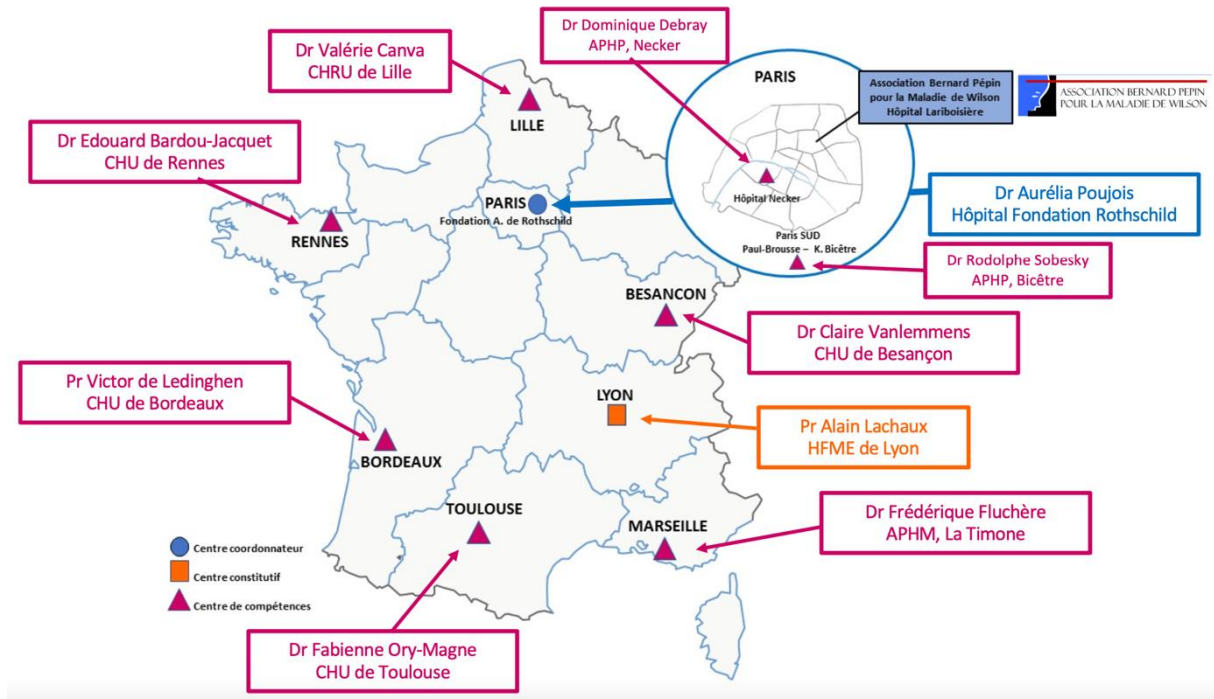 Dr Valérie Canva
CHRU de Lille
Dr Dominique Debray
APHP, Necker
PARIS
Association Bernard Pépin
pour la Maladie de Wilson
Hôpital Lariboisière
ASSOCIATION BERNARD PEPIN
POUR LA MALADIE DE WILSON
LILLE
Dr Edouard Bardou-Jacquet
CHU de Rennes
Hôpital Necker
Dr Aurélia Poujois
Hôpital Fondation Rothschild
PARIS
Fondation A. de Rothschild
RENNES
Paris SUD
Paul-Brousse – K. Bicêtre
Dr Rodolphe Sobesky
APHP, Bicêtre
BESANCON
Dr Claire Vanlemmens
CHU de Besançon
Pr Victor de Ledinghen
CHU de Bordeaux
LYON
Pr Alain Lachaux
HFME de Lyon
BORDEAUX
TOULOUSE
MARSEILLE
Dr Frédérique Fluchère
APHM, La Timone
Centre coordonnateur
Centre constitutif
Centre de compétences
Dr Fabienne Ory-Magne
CHU de Toulouse